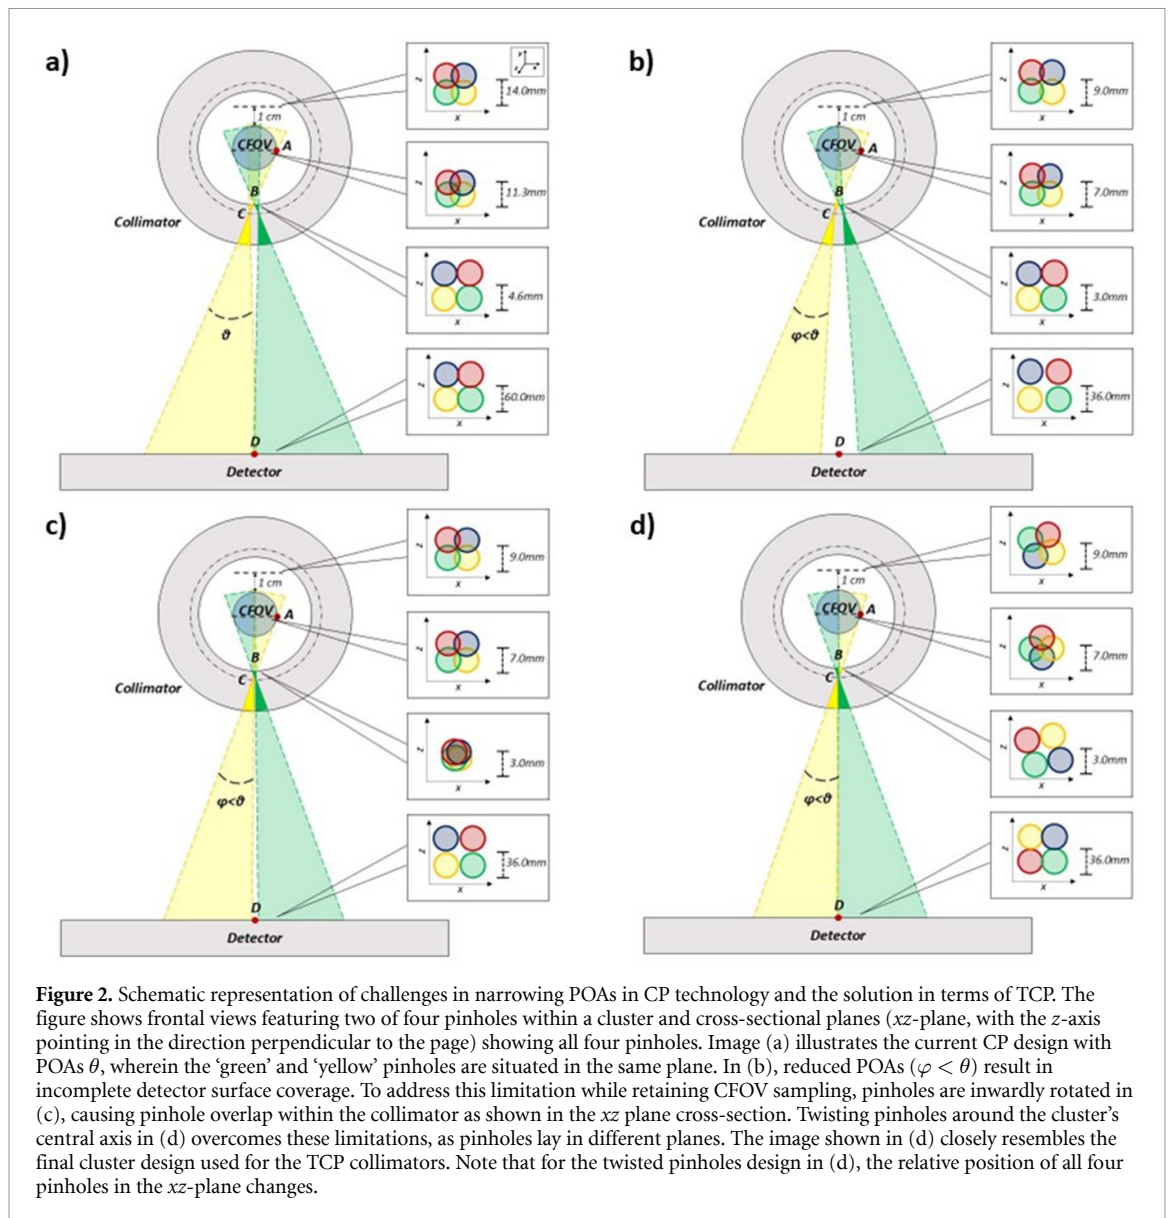 a)
y
z
x
z
14.0mm
x
1 cm
CFOV
A
z
11.3mm
x
B
C
Collimator
z
4.6mm
x
ϑ
z
60.0mm
x
D
Detector
b)
z
9.0mm
x
1 cm
CFOV
A
z
7.0mm
x
B
C
Collimator
z
3.0mm
x
φ<ϑ
z
36.0mm
x
D
Detector
c)
z
9.0mm
x
1 cm
CFOV
A
z
7.0mm
x
B
C
Collimator
z
3.0mm
x
φ<ϑ
z
36.0mm
x
D
Detector
d)
z
9.0mm
x
1 cm
CFOV
A
z
7.0mm
x
B
C
Collimator
z
3.0mm
x
φ<ϑ
z
36.0mm
x
D
Detector
Figure 2. Schematic representation of challenges in narrowing POAs in CP technology and the solution in terms of TCP. The
figure shows frontal views featuring two of four pinholes within a cluster and cross-sectional planes (xz-plane, with the z-axis
pointing in the direction perpendicular to the page) showing all four pinholes. Image (a) illustrates the current CP design with
POAs θ, wherein the ‘green’ and ‘yellow’ pinholes are situated in the same plane. In (b), reduced POAs (φ < θ) result in
incomplete detector surface coverage. To address this limitation while retaining CFOV sampling, pinholes are inwardly rotated in
(c), causing pinhole overlap within the collimator as shown in the xz plane cross-section. Twisting pinholes around the cluster’s
central axis in (d) overcomes these limitations, as pinholes lay in different planes. The image shown in (d) closely resembles the
final cluster design used for the TCP collimators. Note that for the twisted pinholes design in (d), the relative position of all four
pinholes in the xz-plane changes.